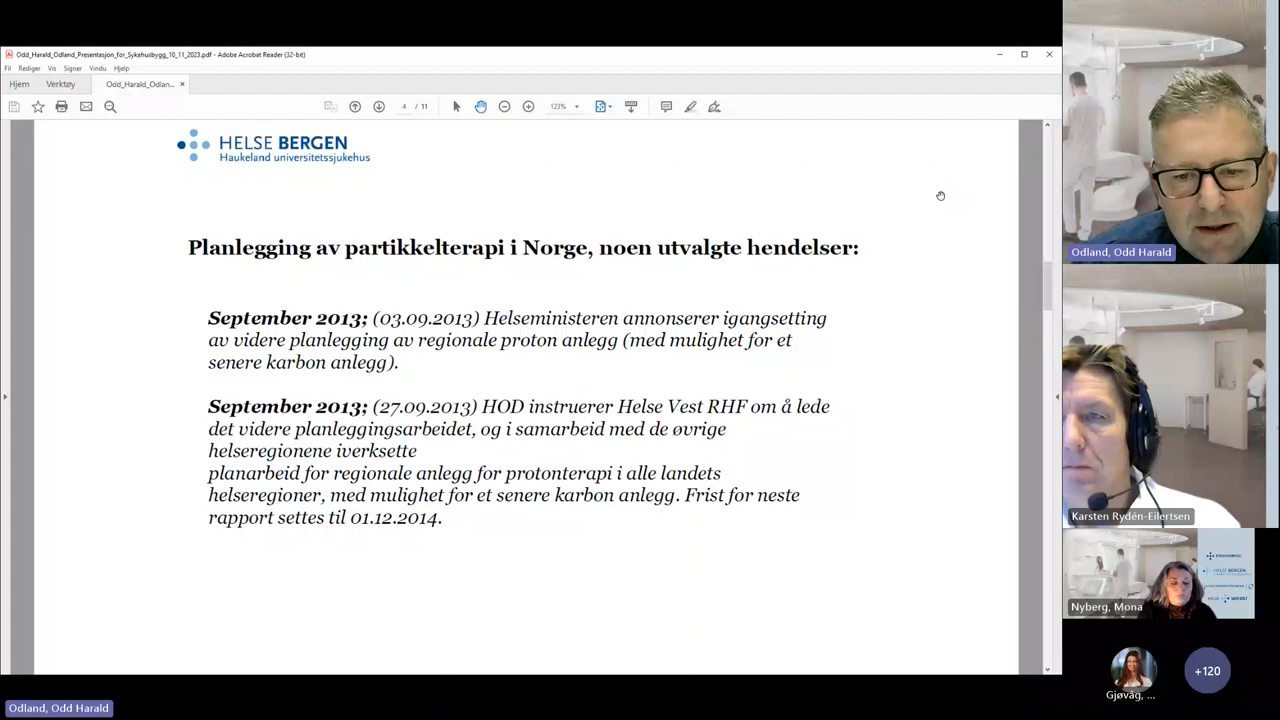 Odd_Harald_Odland_Presentasjon_for_Sykehusbygg_10_11_2023.pdf - Adobe Acrobat Reader (32-bit)
Fil Rediger Vis Signer Vindu Hjelp
Hjem Verktøy Odd_Harald_Odlan...
4 / 11 123%
HELSE BERGEN
Haukeland universitetssjukehus
Planlegging av partikkelterapi i Norge, noen utvalgte hendelser:
September 2013; (03.09.2013) Helseministeren annonserer igangsetting
av videre planlegging av regionale proton anlegg (med mulighet for et
senere karbon anlegg).
September 2013; (27.09.2013) HOD instruerer Helse Vest RHF om å lede
det videre planleggingsarbeidet, og i samarbeid med de øvrige
helseregionene iverksette
planarbeid for regionale anlegg for protonterapi i alle landets
helseregioner, med mulighet for et senere karbon anlegg. Frist for neste
rapport settes til 01.12.2014.
Odland, Odd Harald
Karsten Rydén-Eilertsen
HELSE BERGEN
Nyberg, Mona
Gjøvåg, ...
+120
Odland, Odd Harald